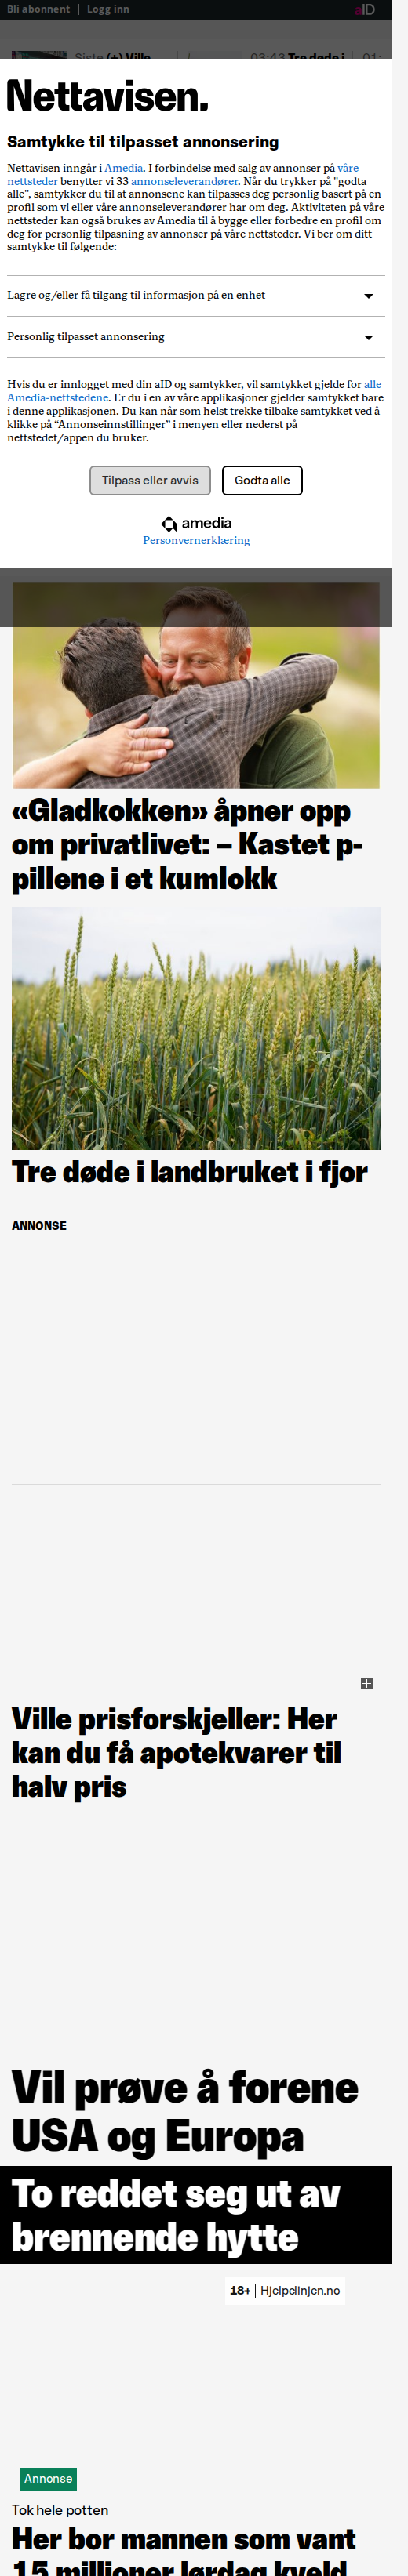 Bli abonnent | Logg inn
aID
Siste (+) Ville
03:43 Tre døde i
01:
Nettavisen.
Samtykke til tilpasset annonsering
Nettavisen inngår i Amedia. I forbindelse med salg av annonser på våre
nettsteder benytter vi 33 annonseleverandører. Når du trykker på "godta
alle", samtykker du til at annonsene kan tilpasses deg personlig basert på en
profil som vi eller våre annonseleverandører har om deg. Aktiviteten på våre
nettsteder kan også brukes av Amedia til å bygge eller forbedre en profil om
deg for personlig tilpasning av annonser på våre nettsteder. Vi ber om ditt
samtykke til følgende:
Lagre og/eller få tilgang til informasjon på en enhet
Personlig tilpasset annonsering
Hvis du er innlogget med din aID og samtykker, vil samtykket gjelde for alle
Amedia-nettstedene. Er du i en av våre applikasjoner gjelder samtykket bare
i denne applikasjonen. Du kan når som helst trekke tilbake samtykket ved å
klikke på “Annonseinnstillinger” i menyen eller nederst på
nettstedet/appen du bruker.
Tilpass eller avvis
Godta alle
amedia
Personvernerklæring
«Gladkokken» åpner opp
om privatlivet: – Kastet p-
pillene i et kumlokk
Tre døde i landbruket i fjor
ANNONSE
Ville prisforskjeller: Her
kan du få apotekvarer til
halv pris
Vil prøve å forene
USA og Europa
To reddet seg ut av
brennende hytte
18+ | Hjelpelinjen.no
Annonse
Tok hele potten
Her bor mannen som vant
15 millioner lørdag kveld